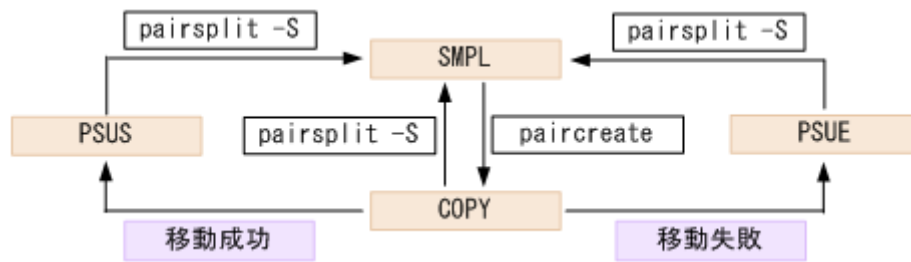 pairsplit -S
pairsplit -S
SMPL
PSUS
pairsplit -S
paircreate
PSUE
COPY
移動成功
移動失敗